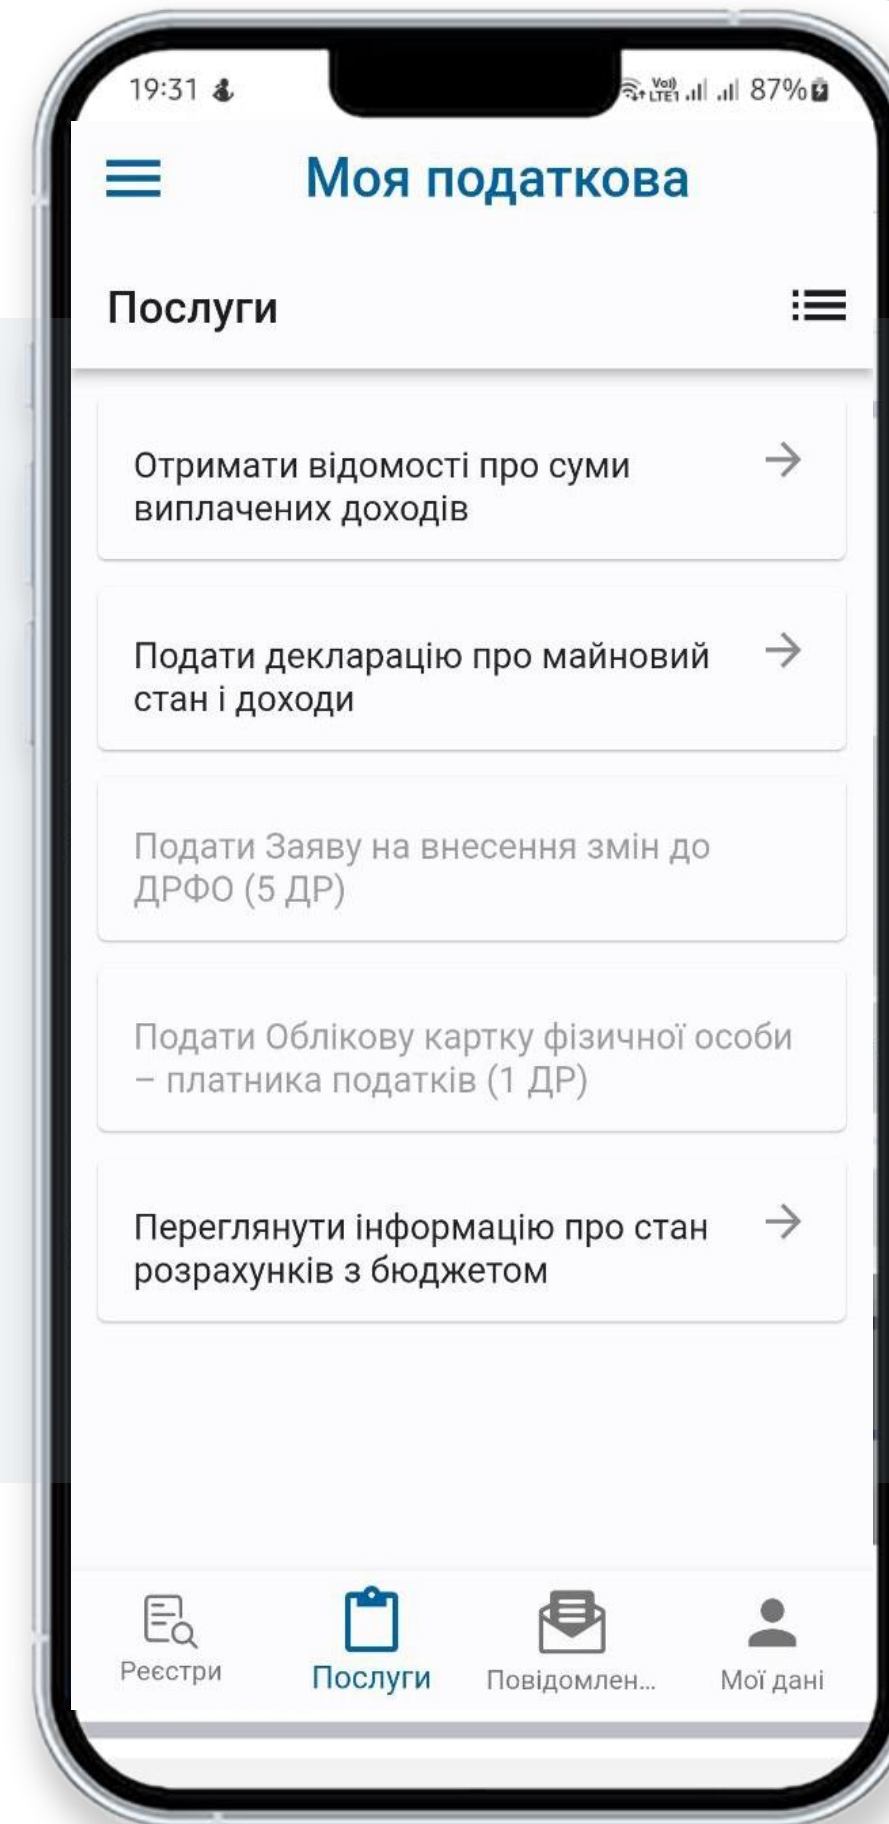 19:31
Vo)) LTE1 87%
Моя податкова
Послуги
Отримати відомості про суми
виплачених доходів
Подати декларацію про майновий
стан і доходи
Подати Заяву на внесення змін до
ДРФО (5 ДР)
Подати Облікову картку фізичної особи
– платника податків (1 ДР)
Переглянути інформацію про стан
розрахунків з бюджетом
Реєстри Послуги Повідомлен... Мої дані